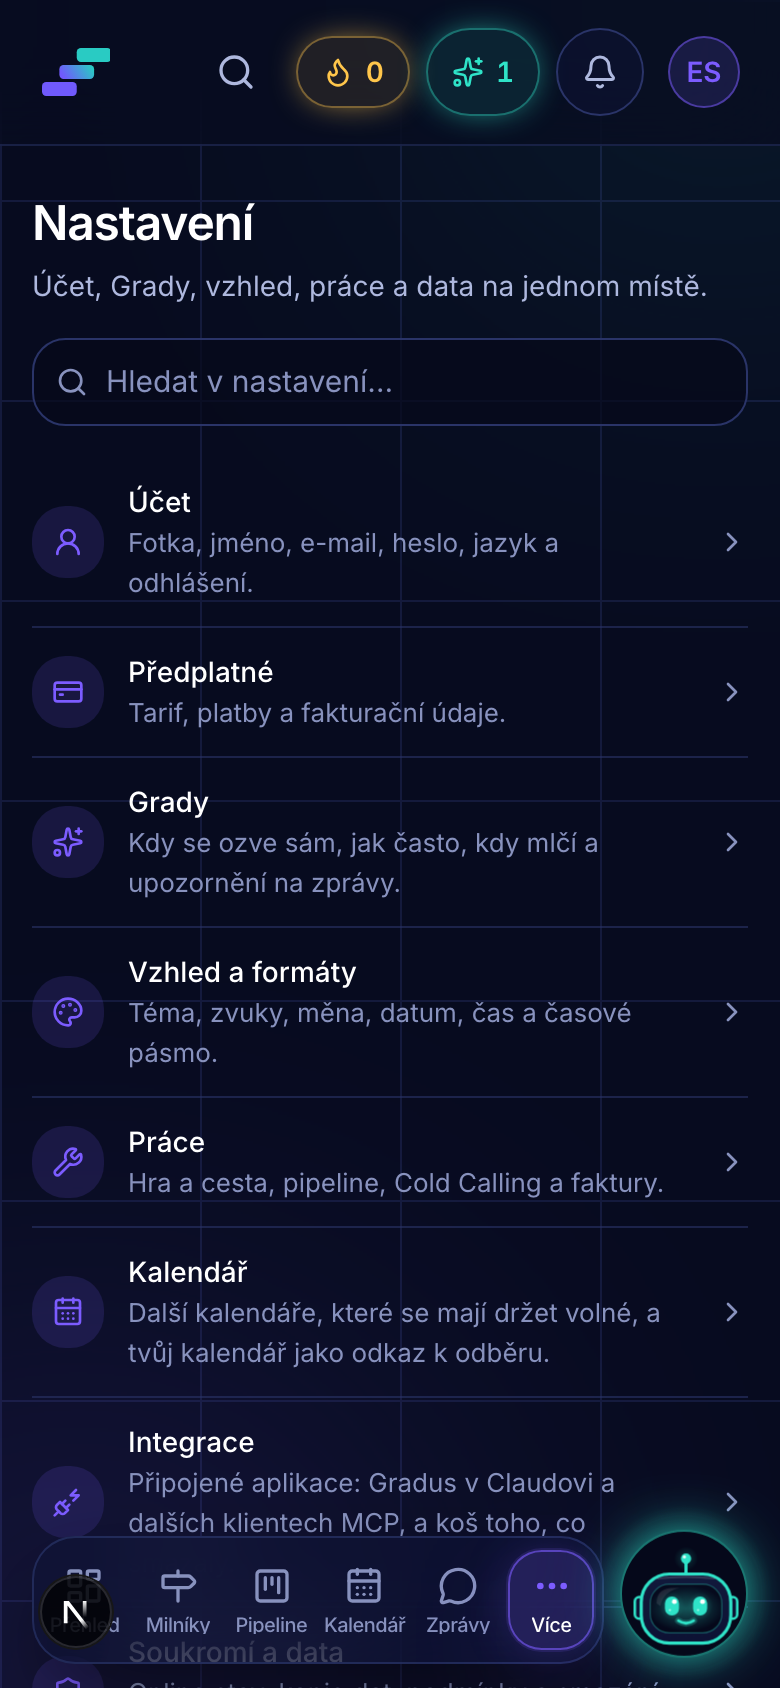 0
1
ES
Nastavení
Účet, Grady, vzhled, práce a data na jednom místě.
Hledat v nastavení...
Účet
Fotka, jméno, e-mail, heslo, jazyk a
odhlášení.
Předplatné
Tarif, platby a fakturační údaje.
Grady
Kdy se ozve sám, jak často, kdy mlčí a
upozornění na zprávy.
Vzhled a formáty
Téma, zvuky, měna, datum, čas a časové
pásmo.
Práce
Hra a cesta, pipeline, Cold Calling a faktury.
Kalendář
Další kalendáře, které se mají držet volné, a
tvůj kalendář jako odkaz k odběru.
Integrace
Připojené aplikace: Gradus v Claudovi a
dalších klientech MCP, a koš toho, co
N
Milníky
Pipeline
Kalendář
Zprávy
Více
Soukromí a data